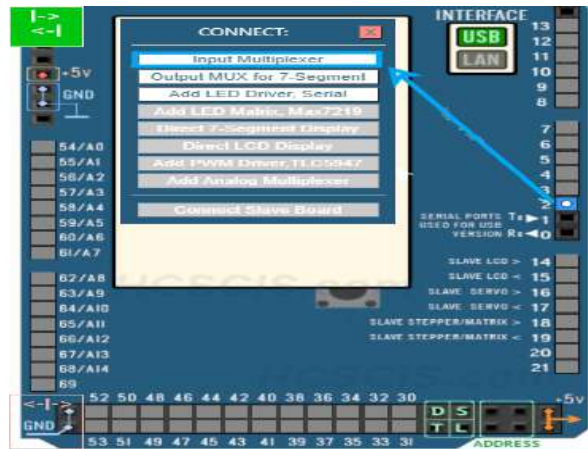 |->
<-|
CONNECT:
Input Multiplexer
Output MUX for 7-Segment
Add LED Driver, Serial
Add LED Matrix, Max7219
Direct 7-Segment Display
Direct LCD Display
Add PWM Driver,TLC5947
Add Analog Multiplexer
Connect Slave Board
INTERFACE
USB
LAN
+5v
GND
54/A0
55/A1
56/A2
57/A3
58/A4
59/A5
60/A6
61/A7
62/A8
63/A9
64/A10
65/A11
66/A12
67/A13
68/A14
69
13
12
11
10
9
8
7
6
5
4
3
2
SERIAL PORTS Tx 1
USED FOR USB
VERSION Rx 0
SLAVE LCD > 14
SLAVE LCD < 15
SLAVE SERVO > 16
SLAVE SERVO < 17
SLAVE STEPPER/MATRIX > 18
SLAVE STEPPER/MATRIX < 19
20
21
<-|->
GND
52 50 48 46 44 42 40 38 36 34 32 30
53 51 49 47 45 43 41 39 37 35 33 31
D S
T L
+5v
ADDRESS